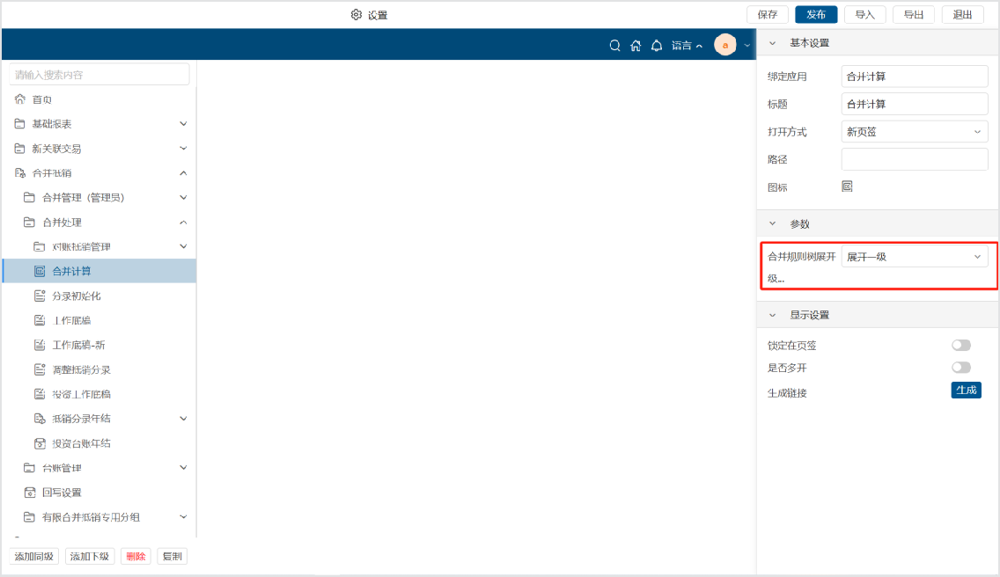 设置
保存
发布
导入
导出
退出
语言
a
请输入搜索内容
首页
基础报表
新关联交易
合并抵销
合并管理（管理员）
合并处理
对账抵销管理
合并计算
分录初始化
工作底稿
工作底稿-新
调整抵销分录
投资工作底稿
抵销分录年结
投资台账年结
台账管理
回写设置
有限合并抵销专用分组
添加同级
添加下级
删除
复制
基本设置
绑定应用 合并计算
标题 合并计算
打开方式 新页签
路径
图标
参数
合并规则树展开 展开一级
级...
显示设置
锁定在页签
是否多开
生成链接 生成